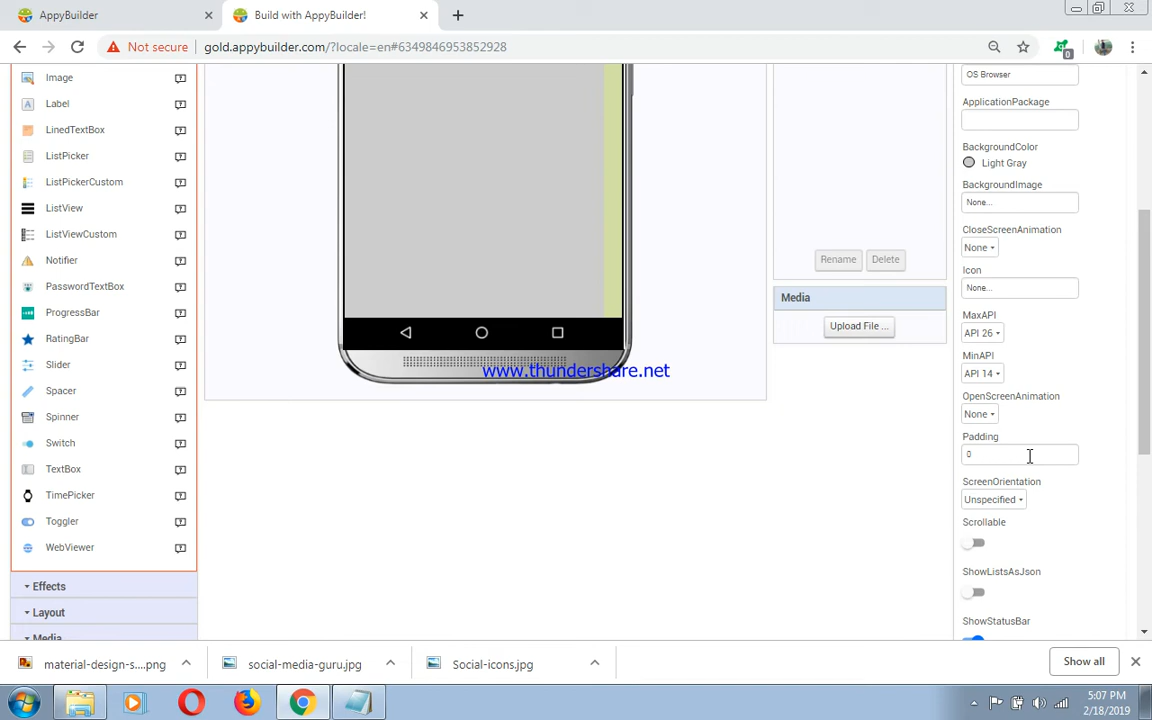 AppyBuilder
Build with AppyBuilder!
Not secure
gold.appybuilder.com/?locale=en#6349846953852928
0
Image
Label
LinedTextBox
ListPicker
ListPickerCustom
ListView
ListViewCustom
Notifier
PasswordTextBox
ProgressBar
RatingBar
Slider
Spacer
Spinner
Switch
TextBox
TimePicker
Toggler
WebViewer
Effects
Layout
Media
www.thundershare.net
Rename
Delete
Media
Upload File ...
OS Browser
ApplicationPackage
BackgroundColor
Light Gray
BackgroundImage
None...
CloseScreenAnimation
None
Icon
None...
MaxAPI
API 26
MinAPI
API 14
OpenScreenAnimation
None
Padding
0
ScreenOrientation
Unspecified
Scrollable
ShowListsAsJson
ShowStatusBar
material-design-s....png
social-media-guru.jpg
Social-icons.jpg
Show all
5:07 PM
2/18/2019